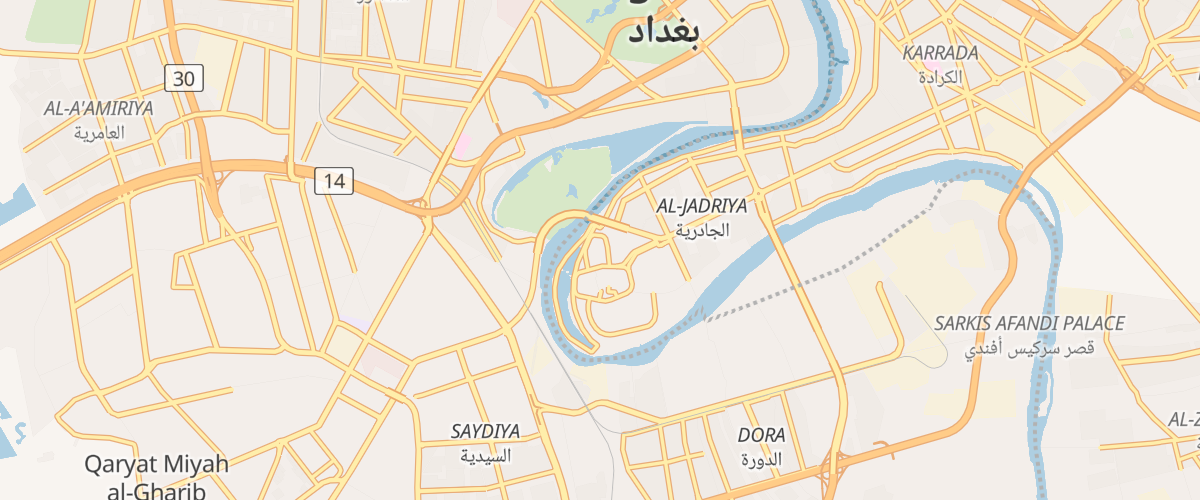 بغداد
KARRADA
الكرادة
30
AL-A'AMIRIYA
العامرية
14
AL-JADRIYA
الجادرية
SARKIS AFANDI PALACE
قصر سركيس أفندي
SAYDIYA
السيدية
DORA
الدورة
Qaryat Miyah
al-Gharib